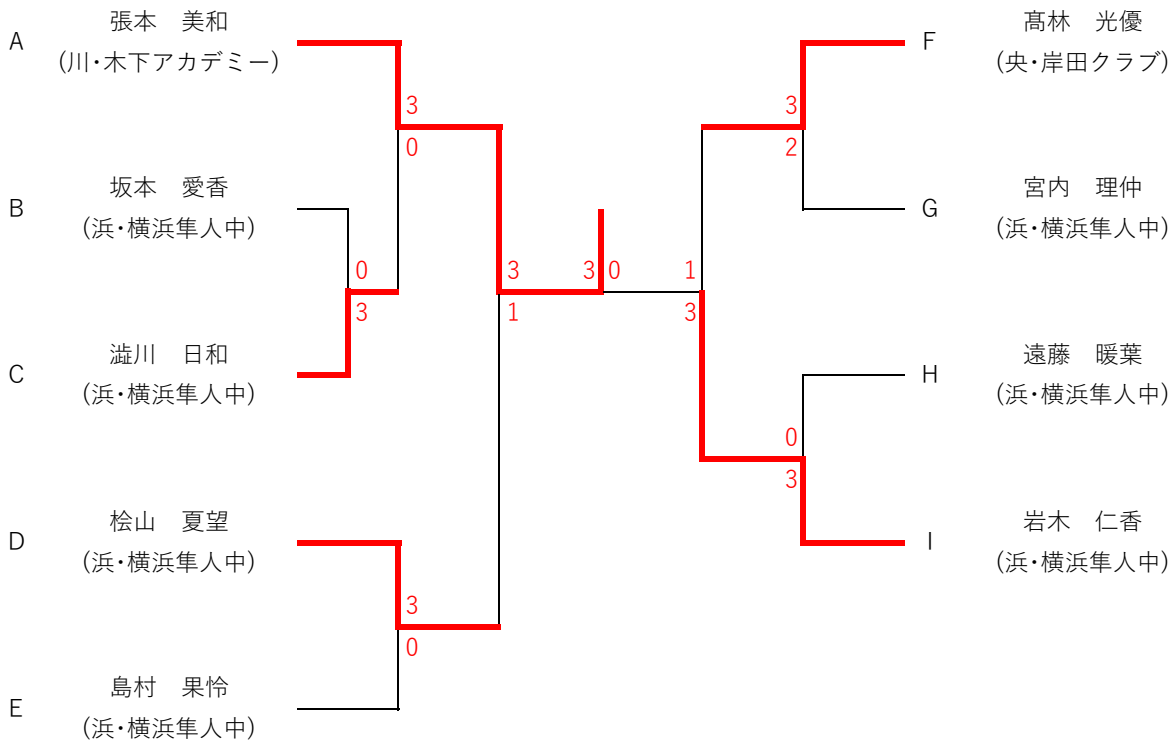 A
張本　美和
(川・木下アカデミー)
3
0
B
坂本　愛香
(浜・横浜隼人中)
0
3
C
澁川　日和
(浜・横浜隼人中)
3
1
D
桧山　夏望
(浜・横浜隼人中)
3
0
E
島村　果怜
(浜・横浜隼人中)
3 0
F
髙林　光優
(央・岸田クラブ)
3
2
G
宮内　理仲
(浜・横浜隼人中)
1
3
H
遠藤　暖葉
(浜・横浜隼人中)
0
3
I
岩木　仁香
(浜・横浜隼人中)